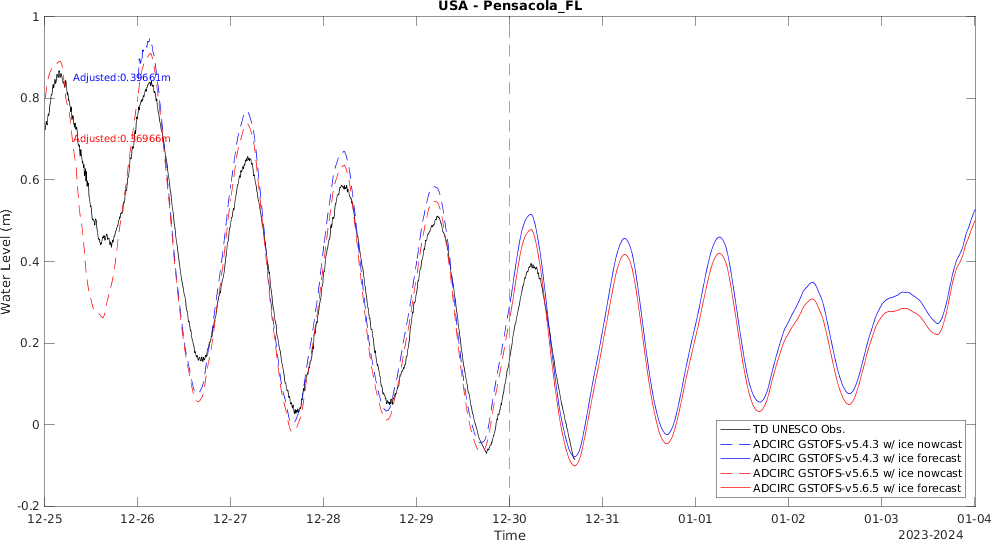 USA - Pensacola_FL
Water Level (m)
1
0.8
0.6
0.4
0.2
0
-0.2
Adjusted:0.39661m
Adjusted:0.36966m
TD UNESCO Obs.
ADCIRC GSTOFS-v5.4.3 w/ ice nowcast
ADCIRC GSTOFS-v5.4.3 w/ ice forecast
ADCIRC GSTOFS-v5.6.5 w/ ice nowcast
ADCIRC GSTOFS-v5.6.5 w/ ice forecast
12-25 12-26 12-27 12-28 12-29 12-30 12-31 01-01 01-02 01-03 01-04
Time
2023-2024